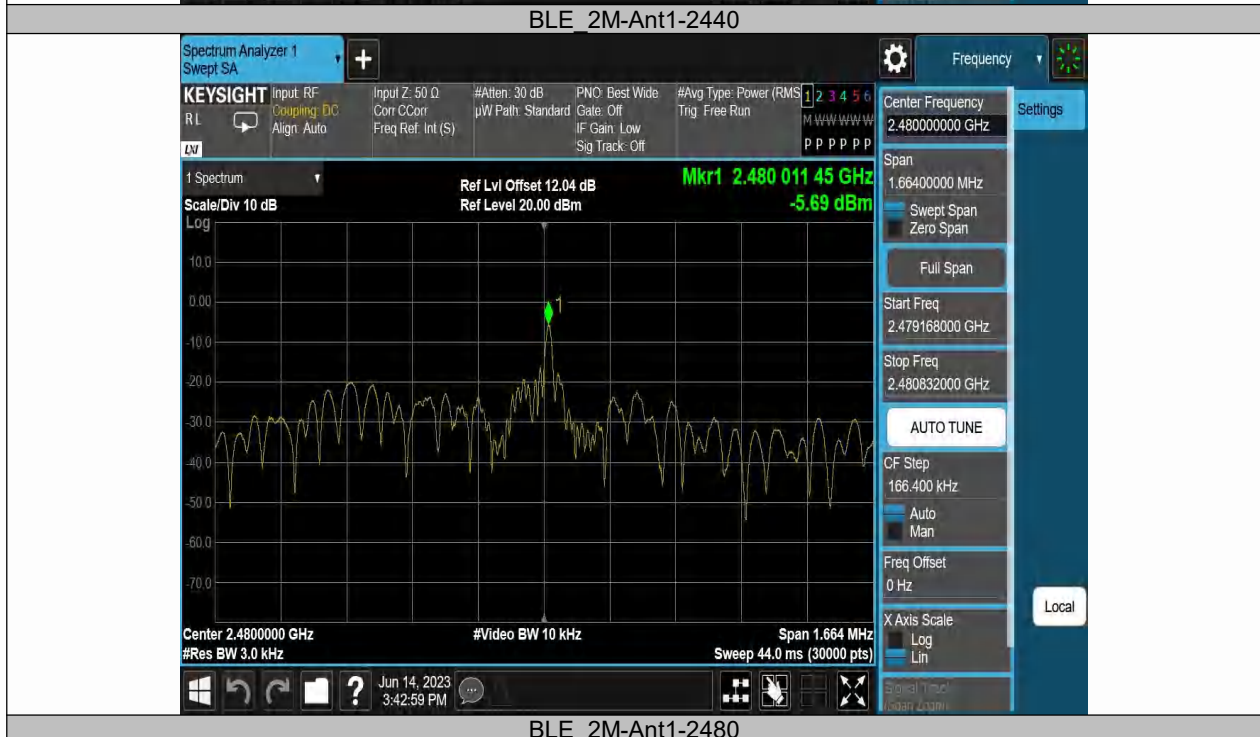 BLE_2M-Ant1-2440
Spectrum Analyzer 1
Swept SA
+
Frequency
KEYSIGHT
RL
LXI
Input: RF
Coupling: DC
Align: Auto
Input Z: 50 Ω
Corr CCorr
Freq Ref: Int (S)
#Atten: 30 dB
µW Path: Standard
PNO: Best Wide
Gate: Off
IF Gain: Low
Sig Track: Off
#Avg Type: Power (RMS
Trig: Free Run
1 2 3 4 5 6
M W W W W W
P P P P P P
Center Frequency
2.480000000 GHz
Settings
Span
1.66400000 MHz
Swept Span
Zero Span
Full Span
Start Freq
2.479168000 GHz
Stop Freq
2.480832000 GHz
AUTO TUNE
CF Step
166.400 kHz
Auto
Man
Freq Offset
0 Hz
X Axis Scale
Log
Lin
Local
1 Spectrum
Scale/Div 10 dB
Log
Ref Lvl Offset 12.04 dB
Ref Level 20.00 dBm
Mkr1 2.480 011 45 GHz
-5.69 dBm
1
10.0
0.00
-10.0
-20.0
-30.0
-40.0
-50.0
-60.0
-70.0
Center 2.4800000 GHz
#Res BW 3.0 kHz
#Video BW 10 kHz
Span 1.664 MHz
Sweep 44.0 ms (30000 pts)
?
Jun 14, 2023
3:42:59 PM
BLE_2M-Ant1-2480